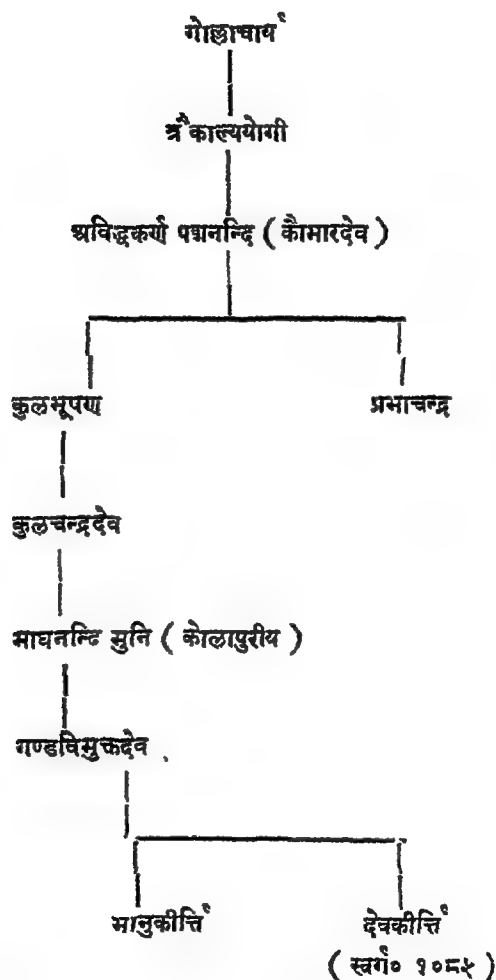 गोल्लाचार्य
त्रैकाल्ययोगी
अविद्धकर्ण पद्मनन्दि ( कौमारदेव )
कुलभूषण प्रभाचन्द्र
कुलचन्द्रदेव
माघनन्दि मुनि ( कोलापुरीय )
गण्डविमुक्तदेव
भानुकीर्त्ति देवकीर्त्ति
( स्वर्ग० १०८५ )